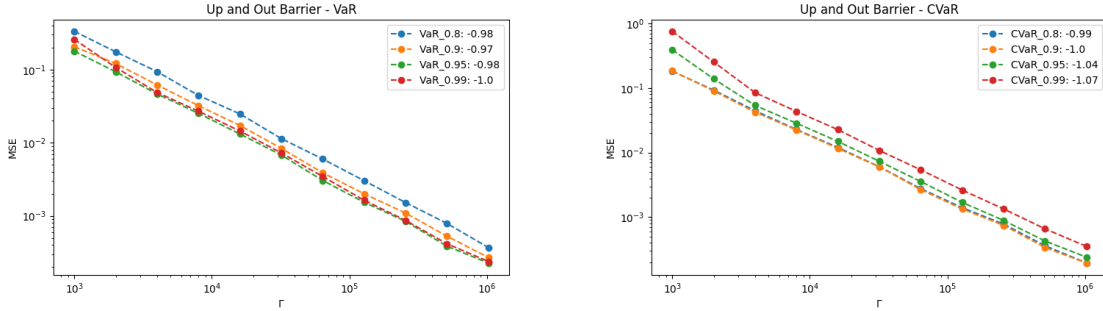 Up and Out Barrier - VaR
VaR_0.8: -0.98
VaR_0.9: -0.97
VaR_0.95: -0.98
VaR_0.99: -1.0
MSE
10⁻¹
10⁻²
10⁻³
10³
10⁴
10⁵
10⁶
Γ
Up and Out Barrier - CVaR
CVaR_0.8: -0.99
CVaR_0.9: -1.0
CVaR_0.95: -1.04
CVaR_0.99: -1.07
MSE
10⁰
10⁻¹
10⁻²
10⁻³
10³
10⁴
10⁵
10⁶
Γ